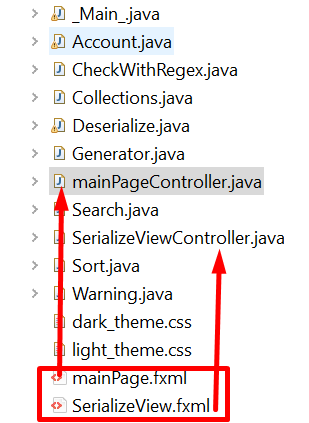 _Main_.java
Account.java
CheckWithRegex.java
Collections.java
Deserialize.java
Generator.java
mainPageController.java
Search.java
SerializeViewController.java
Sort.java
Warning.java
dark_theme.css
light_theme.css
mainPage.fxml
SerializeView.fxml